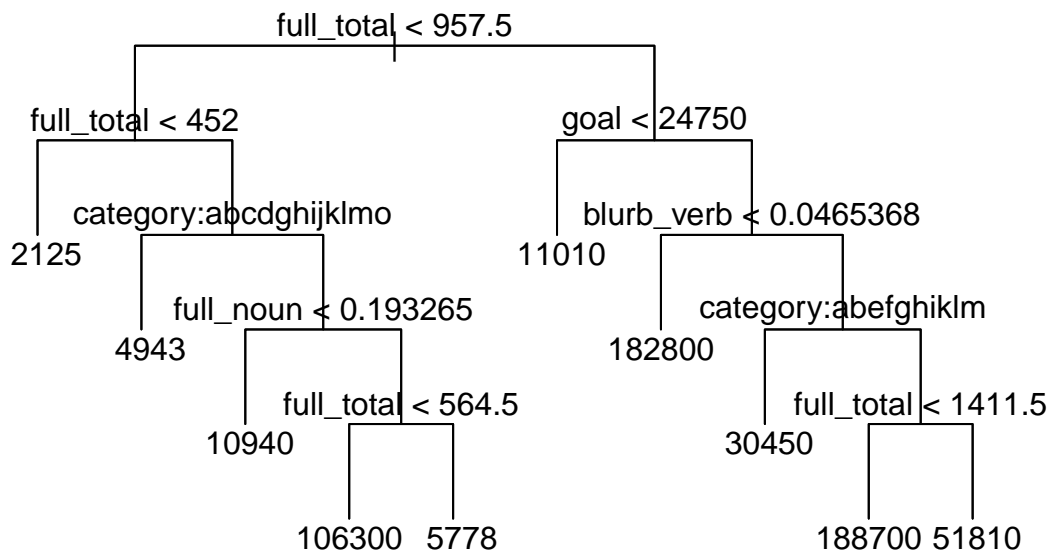 full_total < 957.5
full_total < 452
goal < 24750
category:abcdghijklmo
blurb_verb < 0.0465368
2125
11010
full_noun < 0.193265
category:abefghiklm
4943
182800
full_total < 564.5
full_total < 1411.5
10940
30450
106300
5778
188700
51810